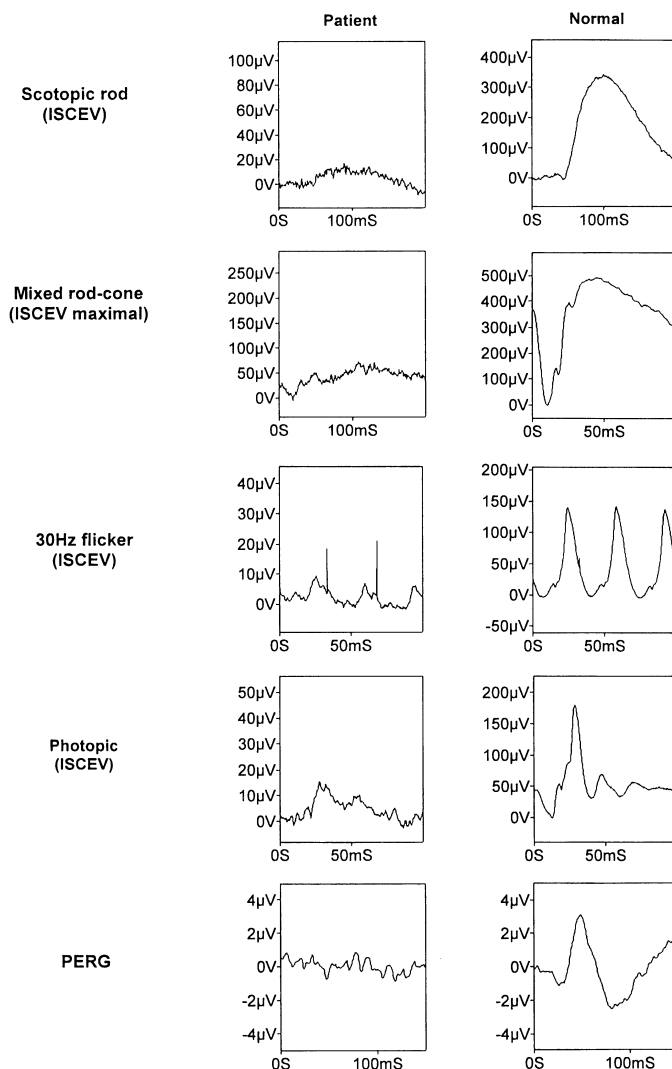 Patient
Normal
Scotopic rod
(ISCEV)
100µV
80µV
60µV
40µV
20µV
0V
0S
100mS
400µV
300µV
200µV
100µV
0V
0S
100mS
Mixed rod-cone
(ISCEV maximal)
250µV
200µV
150µV
100µV
50µV
0V
0S
100mS
500µV
400µV
300µV
200µV
100µV
0V
0S
50mS
30Hz flicker
(ISCEV)
40µV
30µV
20µV
10µV
0V
0S
50mS
200µV
150µV
100µV
50µV
0V
-50µV
0S
50mS
Photopic
(ISCEV)
50µV
40µV
30µV
20µV
10µV
0V
0S
50mS
200µV
150µV
100µV
50µV
0V
0S
50mS
PERG
4µV
2µV
0V
-2µV
-4µV
0S
100mS
4µV
2µV
0V
-2µV
-4µV
0S
100mS